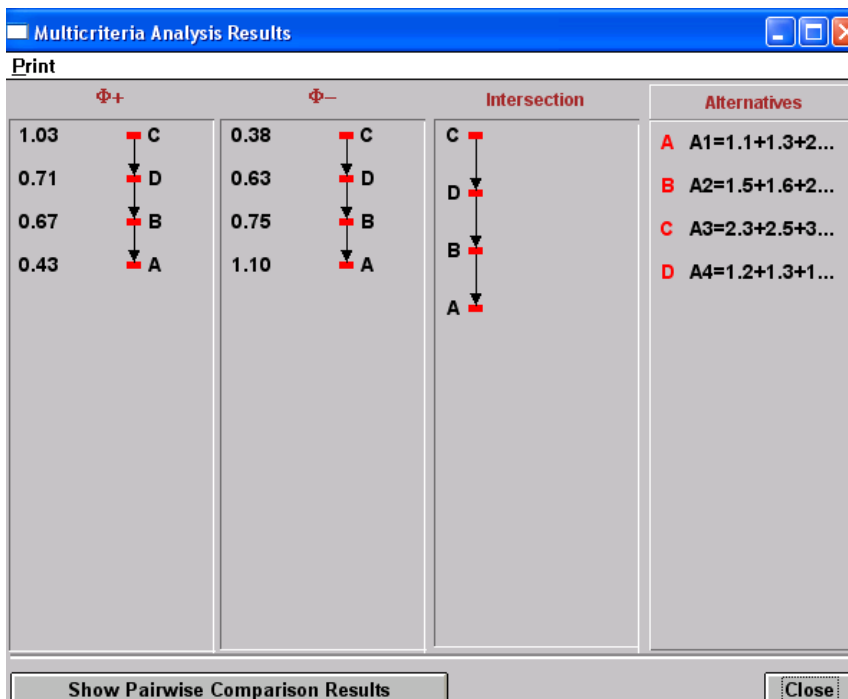 Multicriteria Analysis Results
Print
Φ+ Φ− Intersection Alternatives
1.03 C 0.38 C C A A1=1.1+1.3+2...
0.71 D 0.63 D D B A2=1.5+1.6+2...
0.67 B 0.75 B B C A3=2.3+2.5+3...
0.43 A 1.10 A A D A4=1.2+1.3+1...
Show Pairwise Comparison Results Close